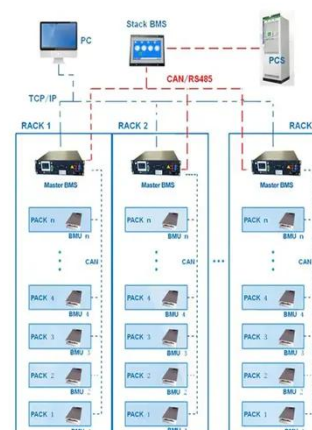 Stack BMS
PC
PCS
CAN/RS485
TCP/IP
RACK 1
RACK 2
RACK
Master BMS
Master BMS
Master BMS
PACK n
BMU n
PACK n
BMU n
PACK n
BMU n
CAN
CAN
CAN
PACK 4
BMU 4
PACK 4
BMU 4
PACK 4
BMU 4
PACK 3
BMU 3
PACK 3
BMU 3
PACK 3
BMU 3
PACK 2
BMU 2
PACK 2
BMU 2
PACK 2
BMU 2
PACK 1
PACK 1
PACK 1